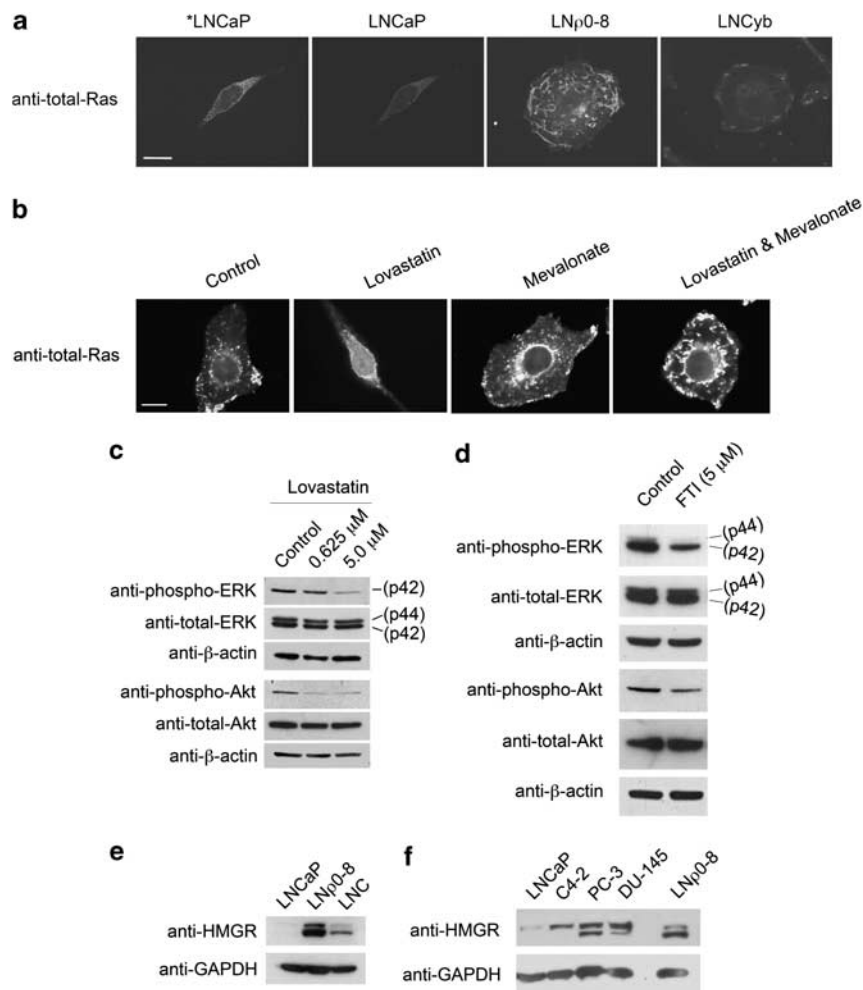 a
*LNCaP LNCaP LNρ0-8 LNCyb
anti-total-Ras
b
Control Lovastatin Mevalonate Lovastatin & Mevalonate
anti-total-Ras
c
Lovastatin
Control 0.625 μM 5.0 μM
anti-phospho-ERK (p42)
anti-total-ERK (p44)
(p42)
anti-β-actin
anti-phospho-Akt
anti-total-Akt
anti-β-actin
d
Control FTI (5 μM)
anti-phospho-ERK (p44)
(p42)
anti-total-ERK (p44)
(p42)
anti-β-actin
anti-phospho-Akt
anti-total-Akt
anti-β-actin
e
LNCaP LNρ0-8 LNC
anti-HMGR
anti-GAPDH
f
LNCaP C4-2 PC-3 DU-145 LNρ0-8
anti-HMGR
anti-GAPDH